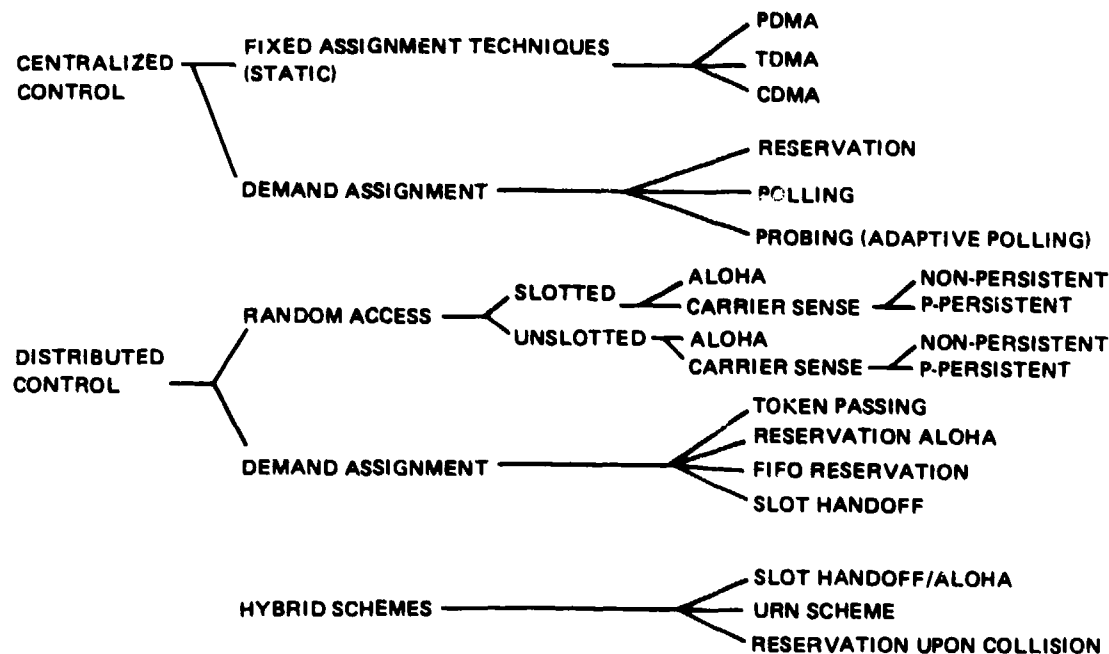 PDMA
FIXED ASSIGNMENT TECHNIQUES
(STATIC)
TDMA
CDMA
CENTRALIZED
CONTROL
RESERVATION
DEMAND ASSIGNMENT
POLLING
PROBING (ADAPTIVE POLLING)
RANDOM ACCESS
SLOTTED
ALOHA
CARRIER SENSE
NON-PERSISTENT
P-PERSISTENT
UNSLOTTED
ALOHA
CARRIER SENSE
NON-PERSISTENT
P-PERSISTENT
DISTRIBUTED
CONTROL
TOKEN PASSING
RESERVATION ALOHA
DEMAND ASSIGNMENT
FIFO RESERVATION
SLOT HANDOFF
SLOT HANDOFF/ALOHA
HYBRID SCHEMES
URN SCHEME
RESERVATION UPON COLLISION